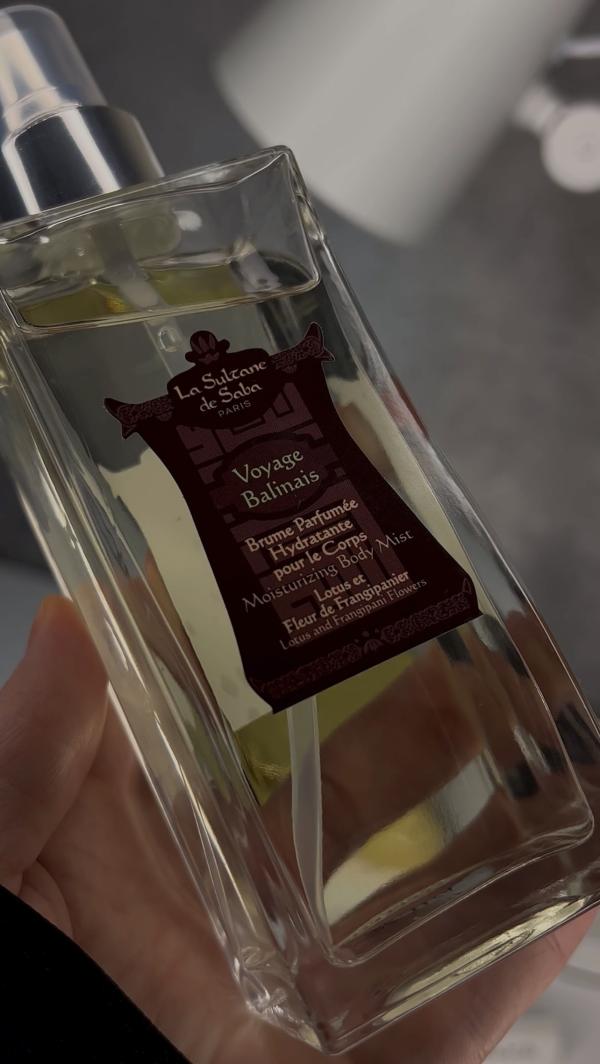 La Sultane
de Saba
PARIS
Voyage
Balinais
Brume Parfumée
Hydratante
pour le Corps
Moisturizing Body Mist
Lotus et
Fleur de Frangipanier
Lotus and Frangipani Flowers